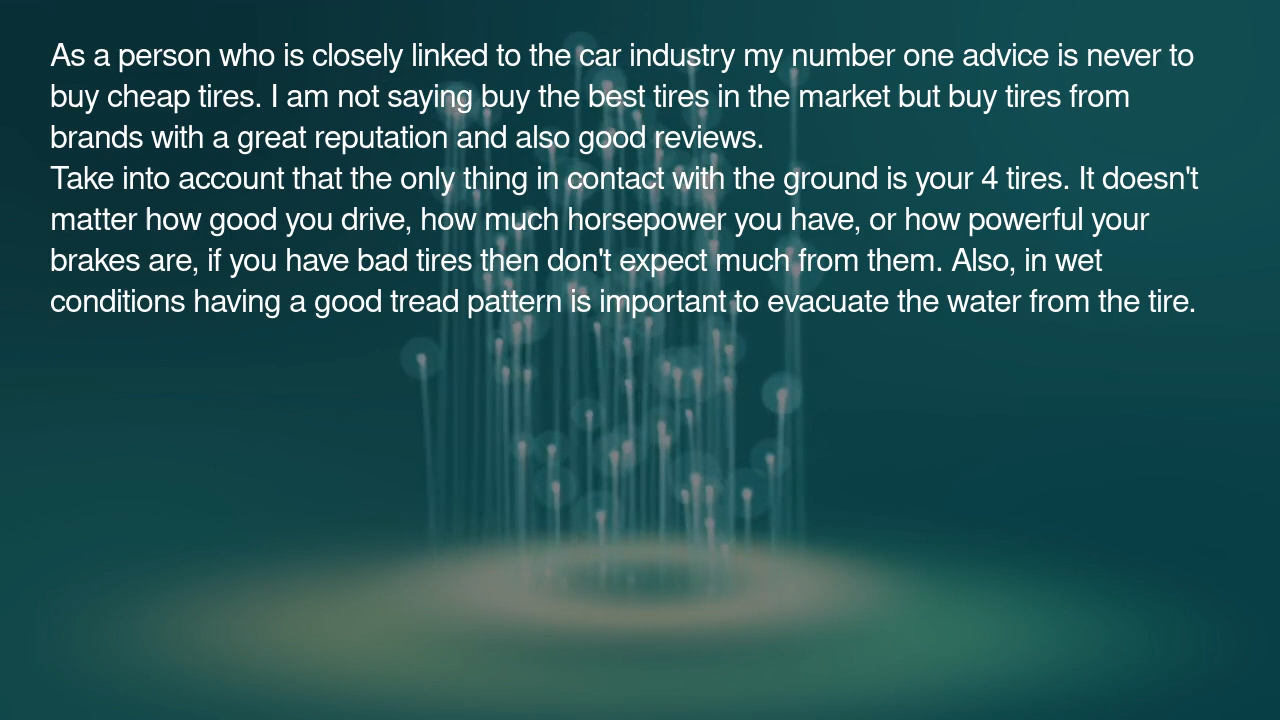 As a person who is closely linked to the car industry my number one advice is never to
buy cheap tires. I am not saying buy the best tires in the market but buy tires from
brands with a great reputation and also good reviews.
Take into account that the only thing in contact with the ground is your 4 tires. It doesn't
matter how good you drive, how much horsepower you have, or how powerful your
brakes are, if you have bad tires then don't expect much from them. Also, in wet
conditions having a good tread pattern is important to evacuate the water from the tire.